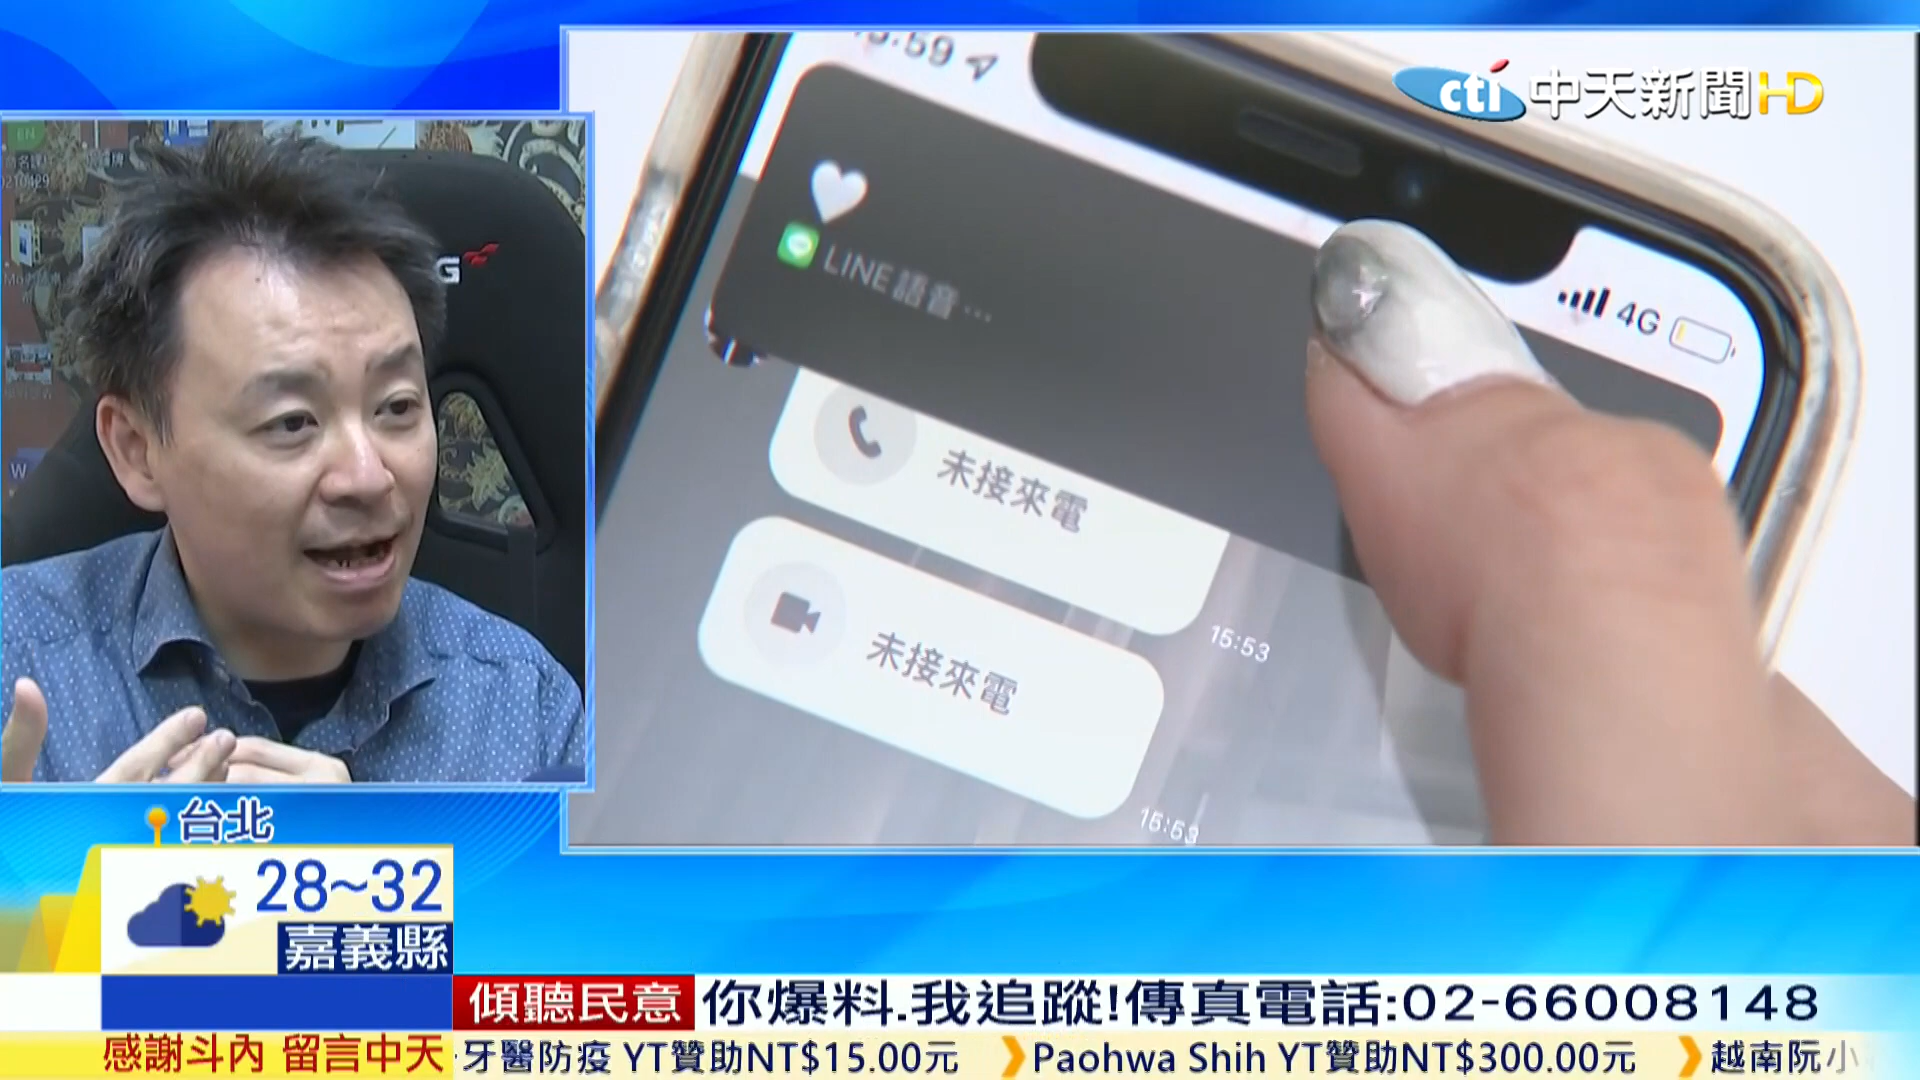 15:59
cti 中天新聞HD
EN
LINE語音…
4G
G
未接來電
15:53
未接來電
15:53
W
台北
28~32
嘉義縣
傾聽民意 你爆料.我追蹤!傳真電話:02-66008148
感謝斗內 留言中天 牙醫防疫 YT贊助NT$15.00元 Paohwa Shih YT贊助NT$300.00元 越南阮小